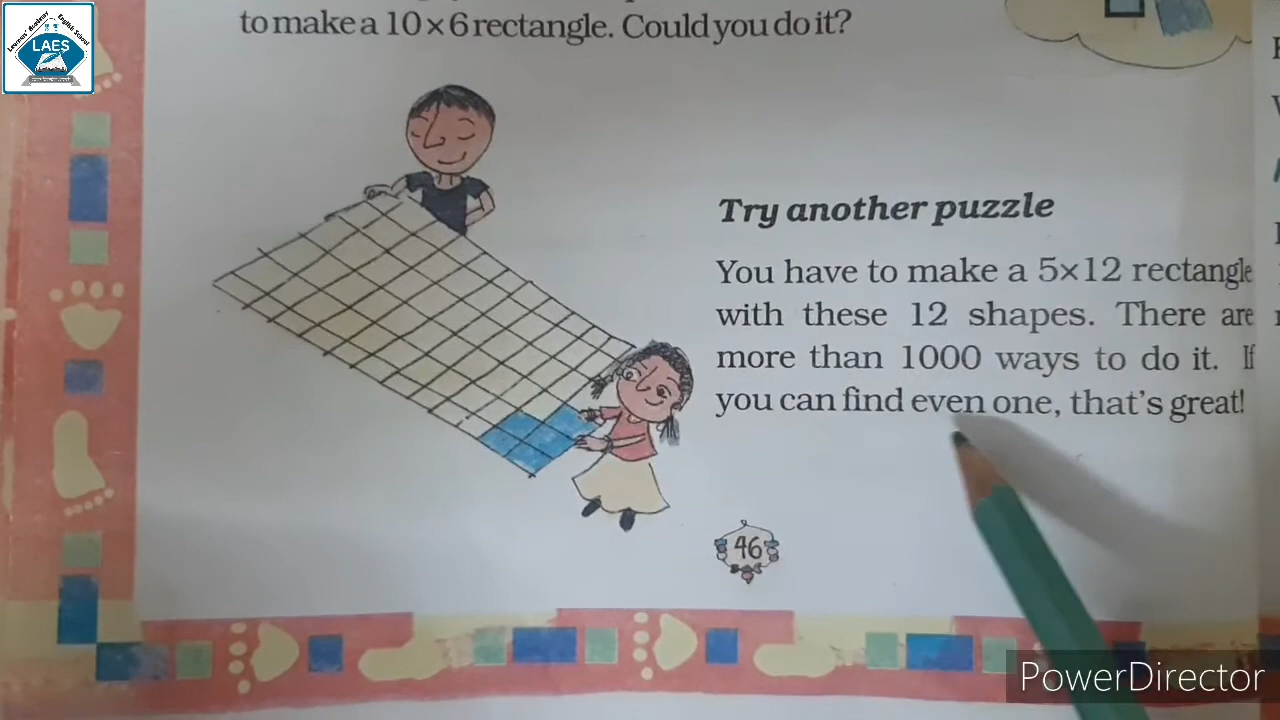 to make a 10×6 rectangle. Could you do it?
LAES
Try another puzzle
You have to make a 5×12 rectangle
with these 12 shapes. There are
more than 1000 ways to do it. If
you can find even one, that's great!
46
PowerDirector